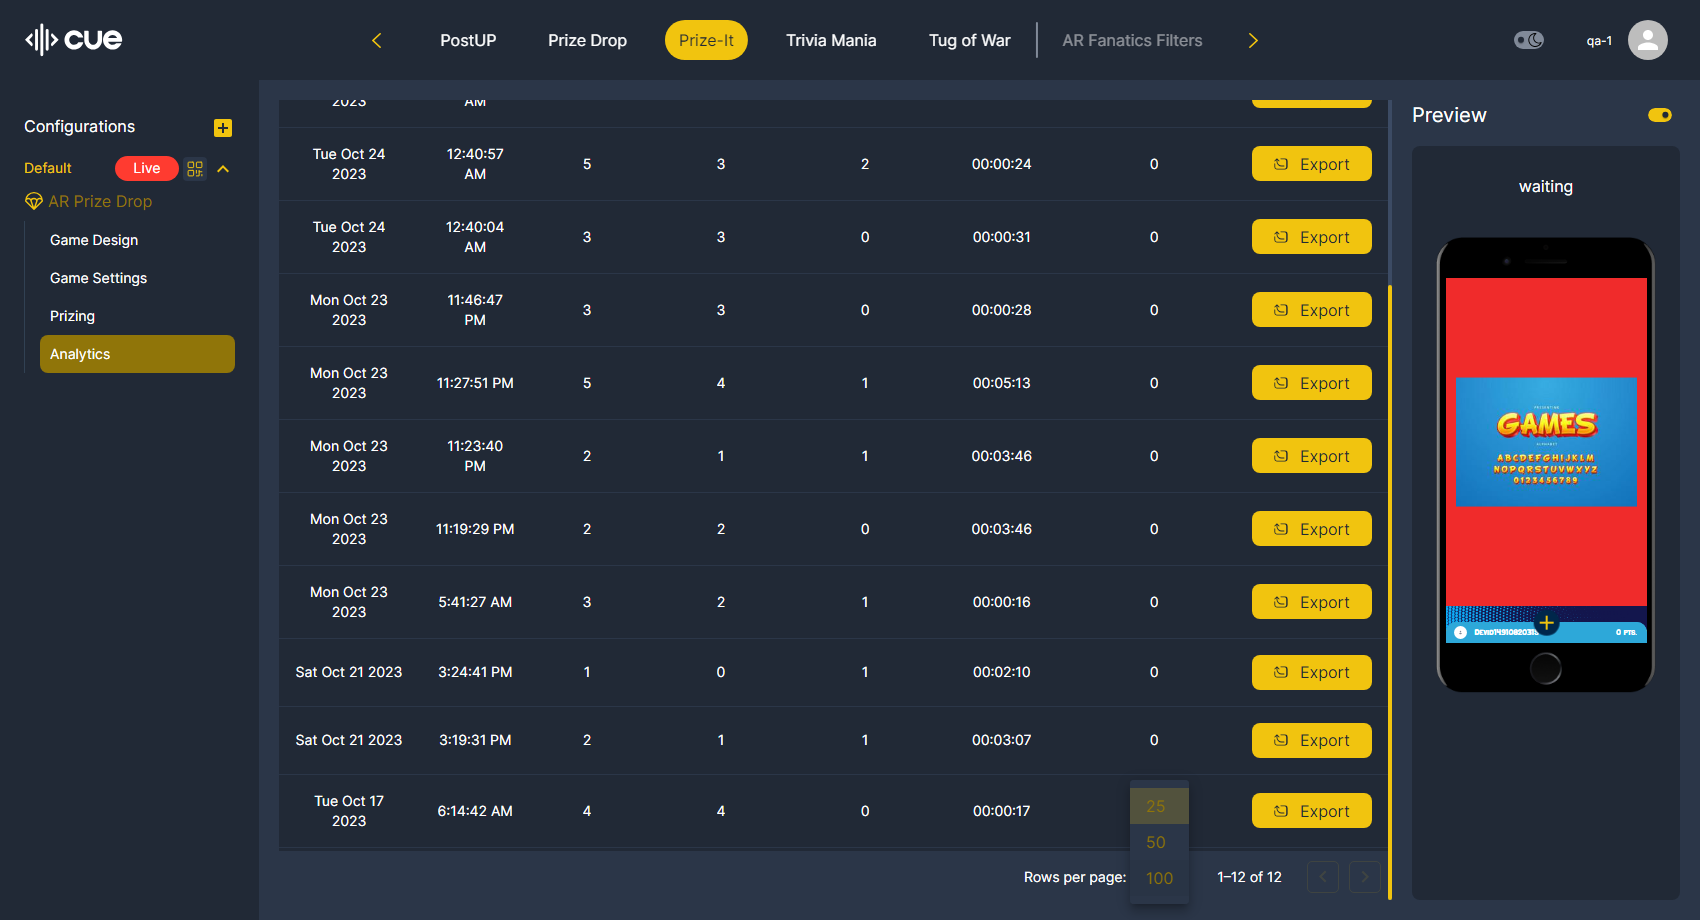 cue
PostUP
Prize Drop
Prize-It
Trivia Mania
Tug of War
AR Fanatics Filters
qa-1
Configurations
Default
Live
AR Prize Drop
Game Design
Game Settings
Prizing
Analytics
2023 AM
Tue Oct 24 2023 12:40:57 AM 5 3 2 00:00:24 0 Export
Tue Oct 24 2023 12:40:04 AM 3 3 0 00:00:31 0 Export
Mon Oct 23 2023 11:46:47 PM 3 3 0 00:00:28 0 Export
Mon Oct 23 2023 11:27:51 PM 5 4 1 00:05:13 0 Export
Mon Oct 23 2023 11:23:40 PM 2 1 1 00:03:46 0 Export
Mon Oct 23 2023 11:19:29 PM 2 2 0 00:03:46 0 Export
Mon Oct 23 2023 5:41:27 AM 3 2 1 00:00:16 0 Export
Sat Oct 21 2023 3:24:41 PM 1 0 1 00:02:10 0 Export
Sat Oct 21 2023 3:19:31 PM 2 1 1 00:03:07 0 Export
Tue Oct 17 2023 6:14:42 AM 4 4 0 00:00:17 Export
25
50
100
Rows per page:
1–12 of 12
Preview
waiting
PRESENTING
GAMES
ALPHABET
ABCDEFGHIJKLM
NOPQRSTUVWXYZ
0123456789
0 PTS.